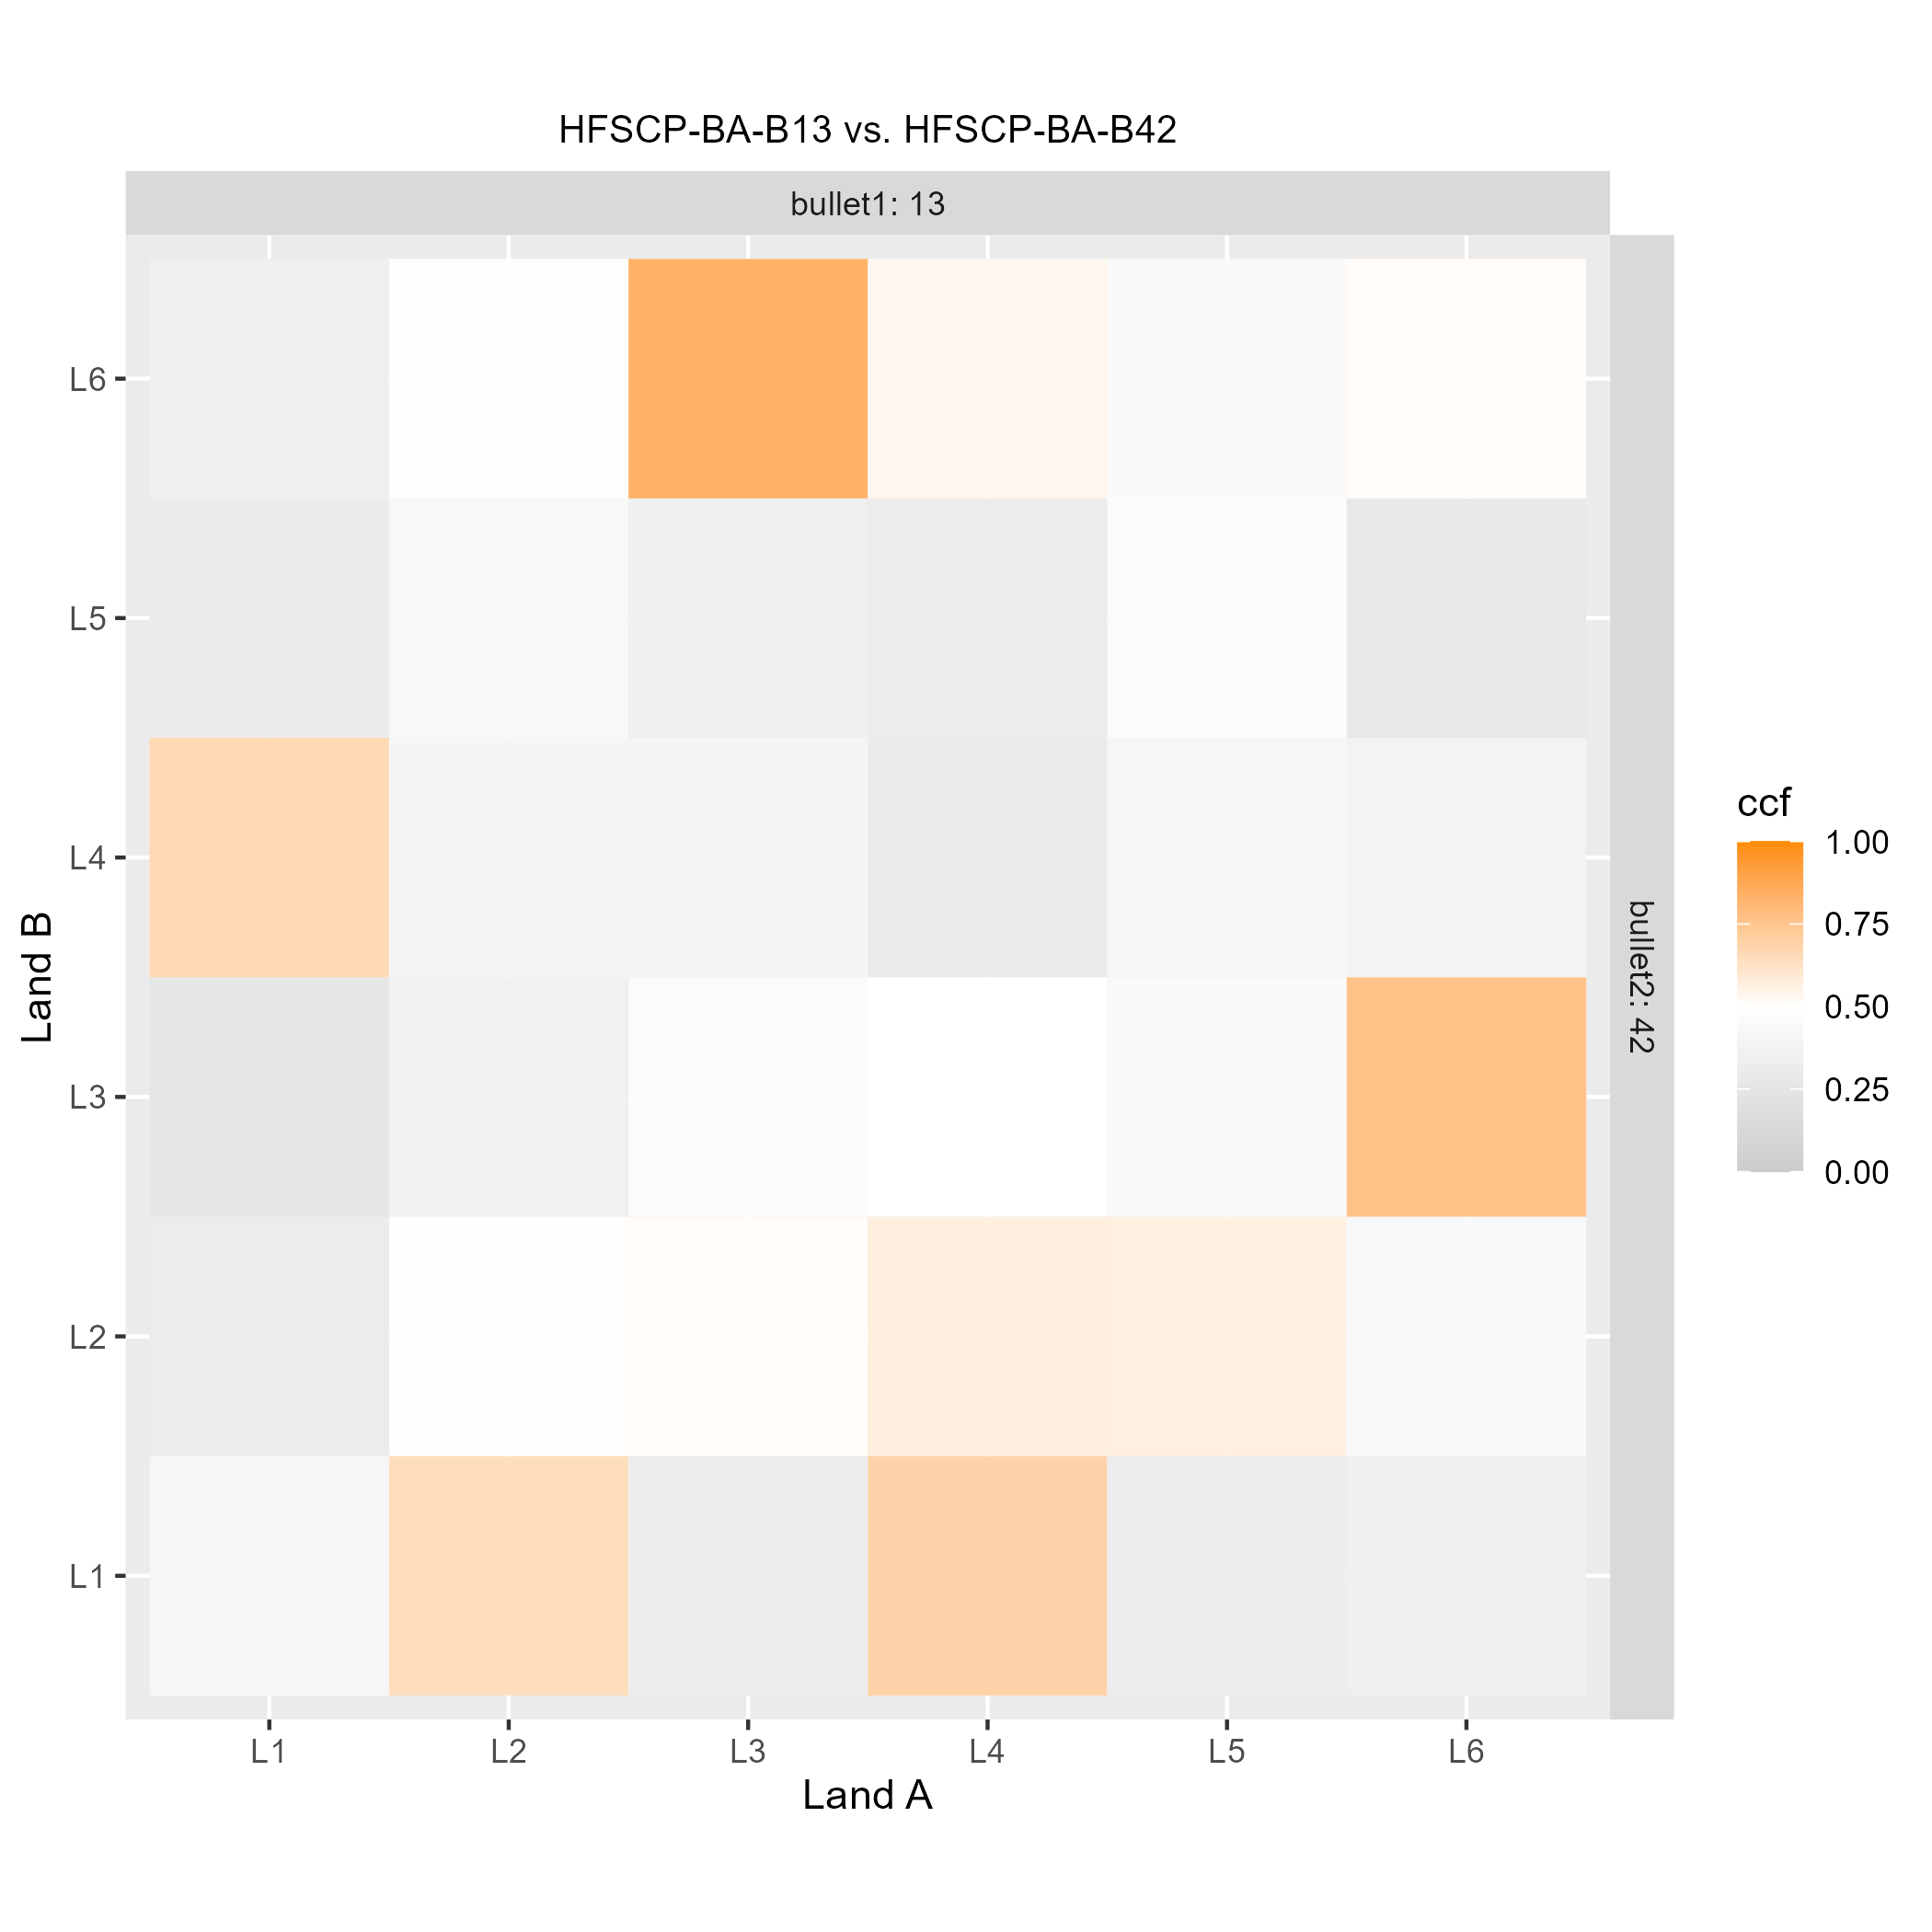 HFSCP-BA-B13 vs. HFSCP-BA-B42
bullet1: 13
L6
L5
L4
L3
L2
L1
Land B
bullet2: 42
ccf
1.00
0.75
0.50
0.25
0.00
L1 L2 L3 L4 L5 L6
Land A